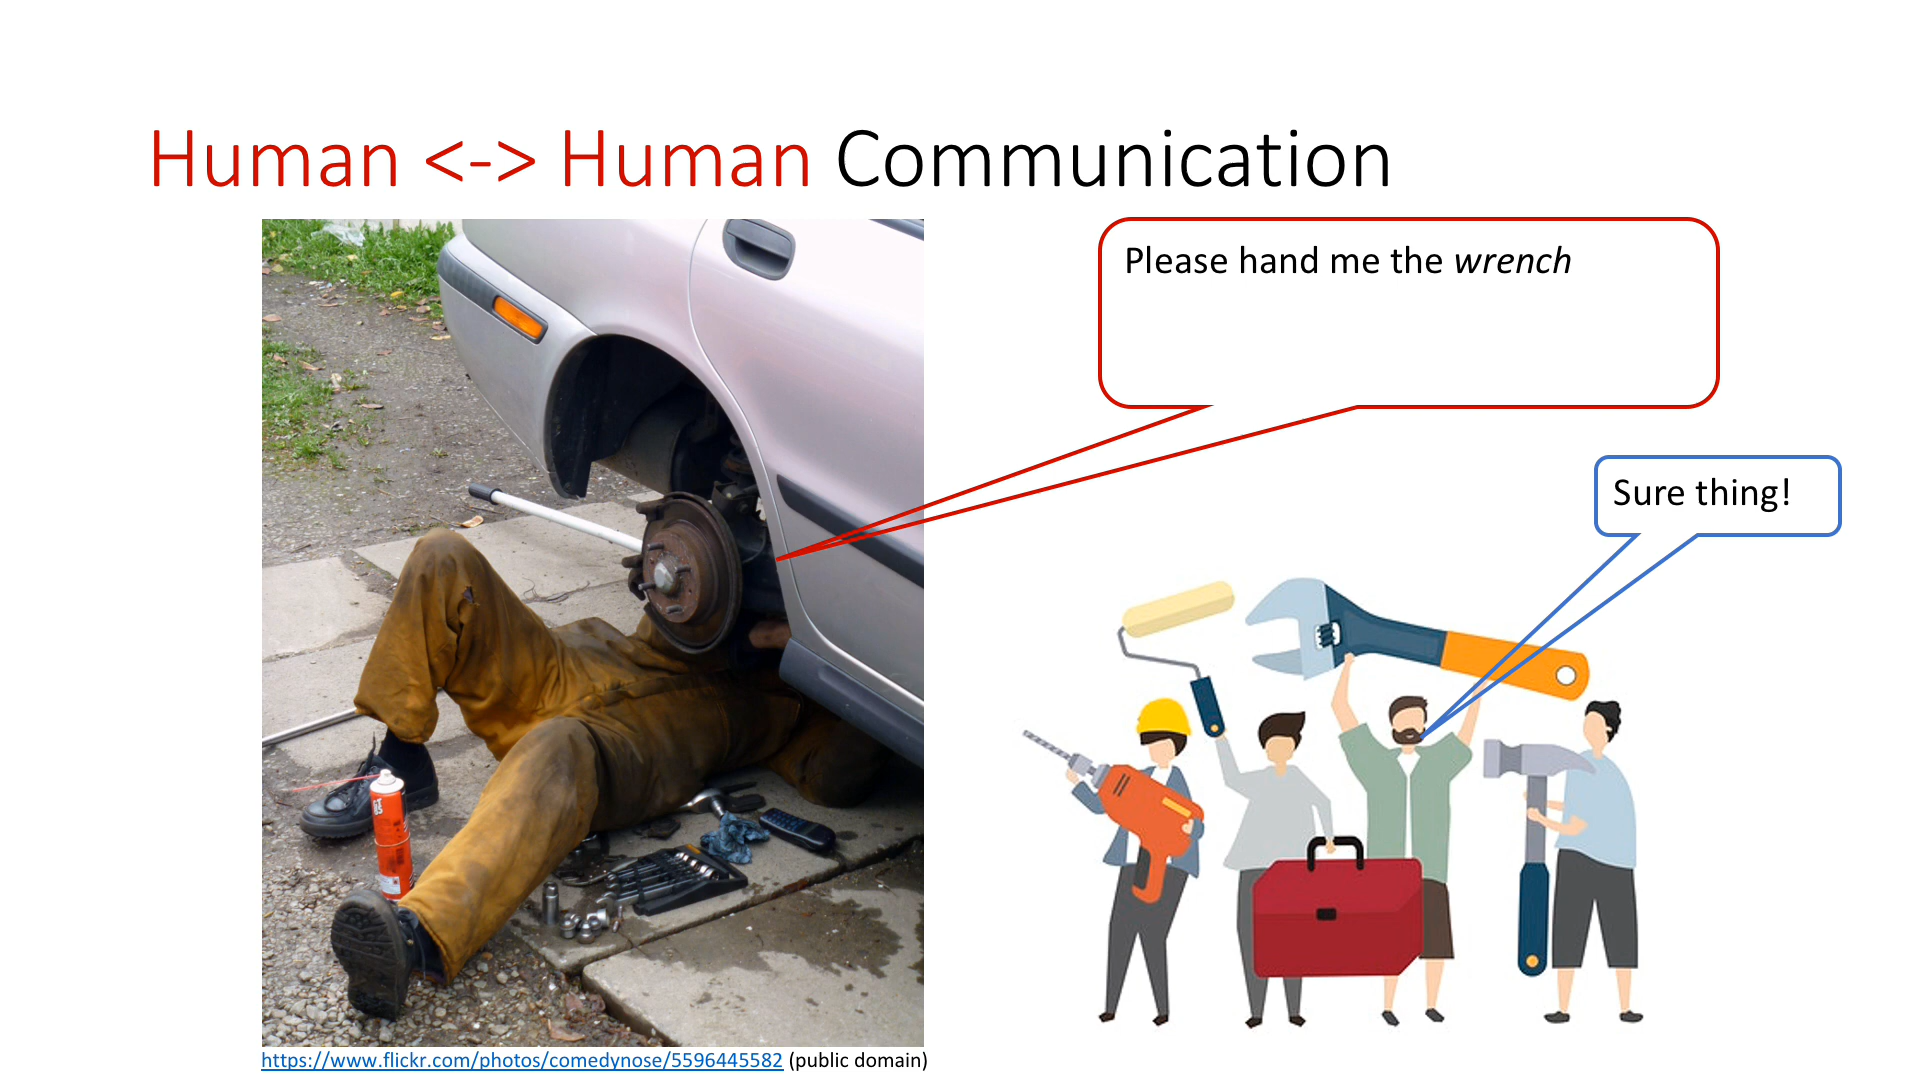 Human <-> Human Communication
Please hand me the wrench
Sure thing!
https://www.flickr.com/photos/comedynose/5596445582 (public domain)